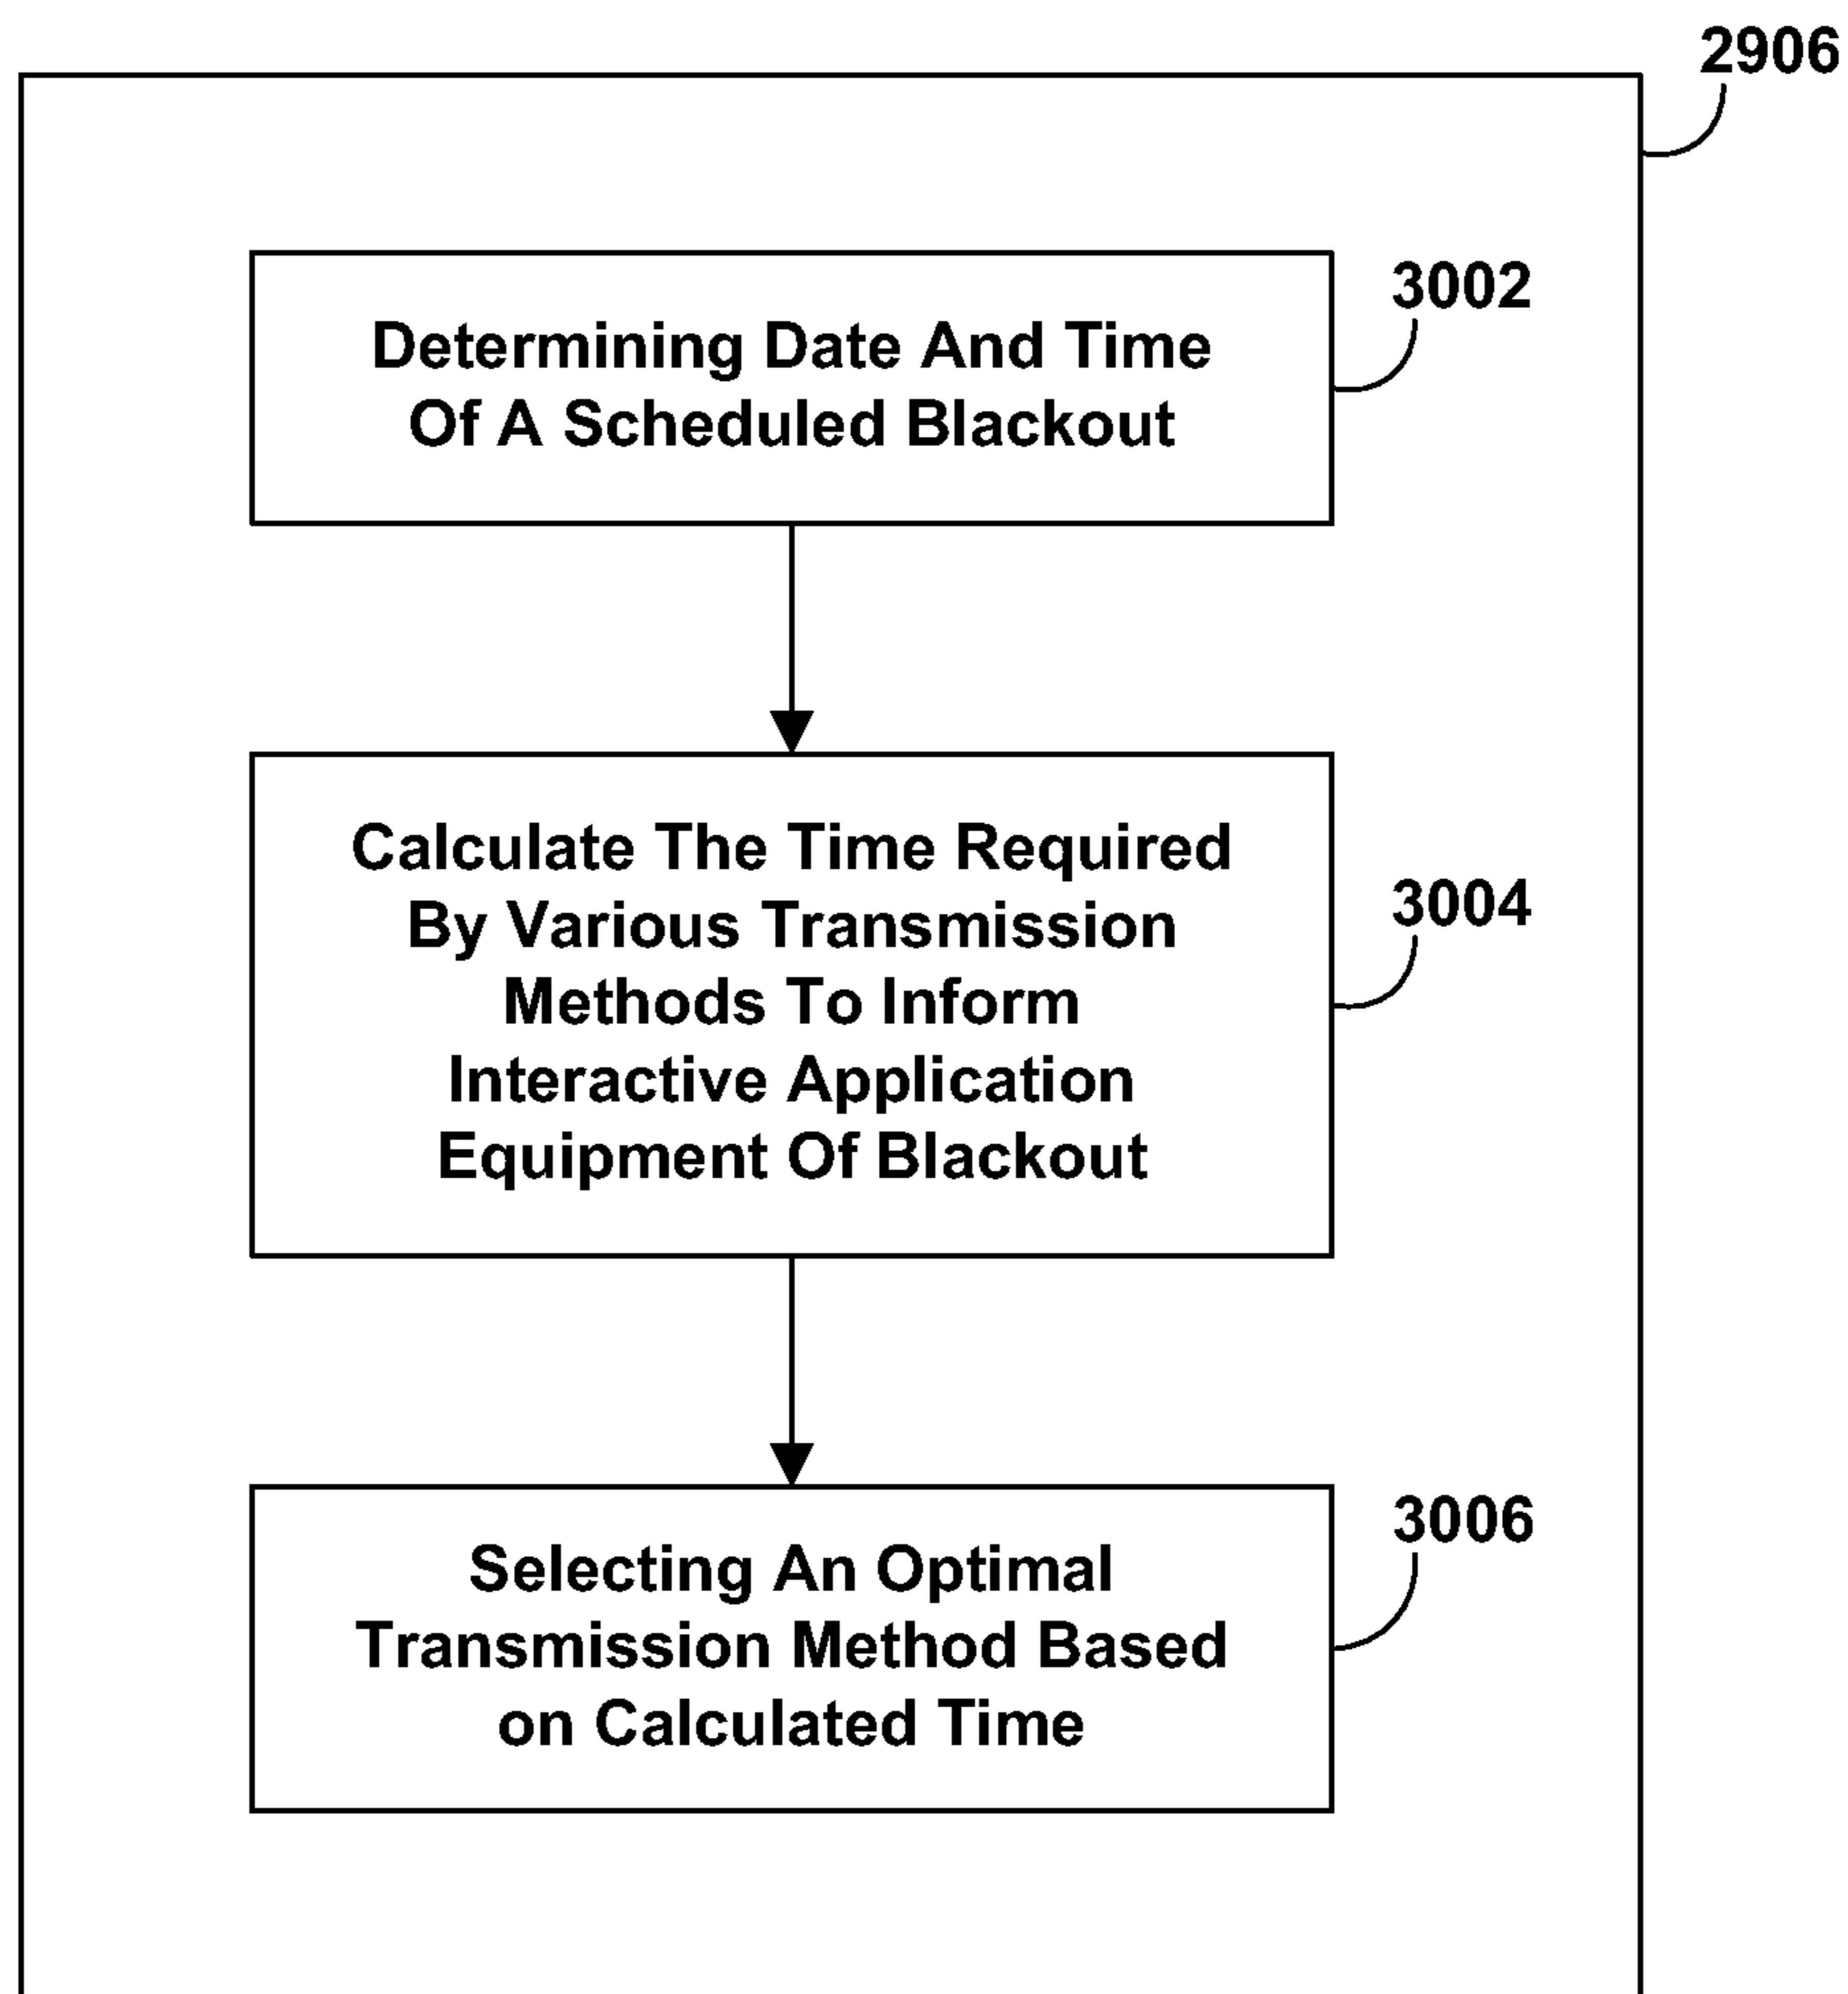 2906
3002
Determining Date And Time
Of A Scheduled Blackout
Calculate The Time Required
By Various Transmission
Methods To Inform
Interactive Application
Equipment Of Blackout
3004
Selecting An Optimal
Transmission Method Based
on Calculated Time
3006